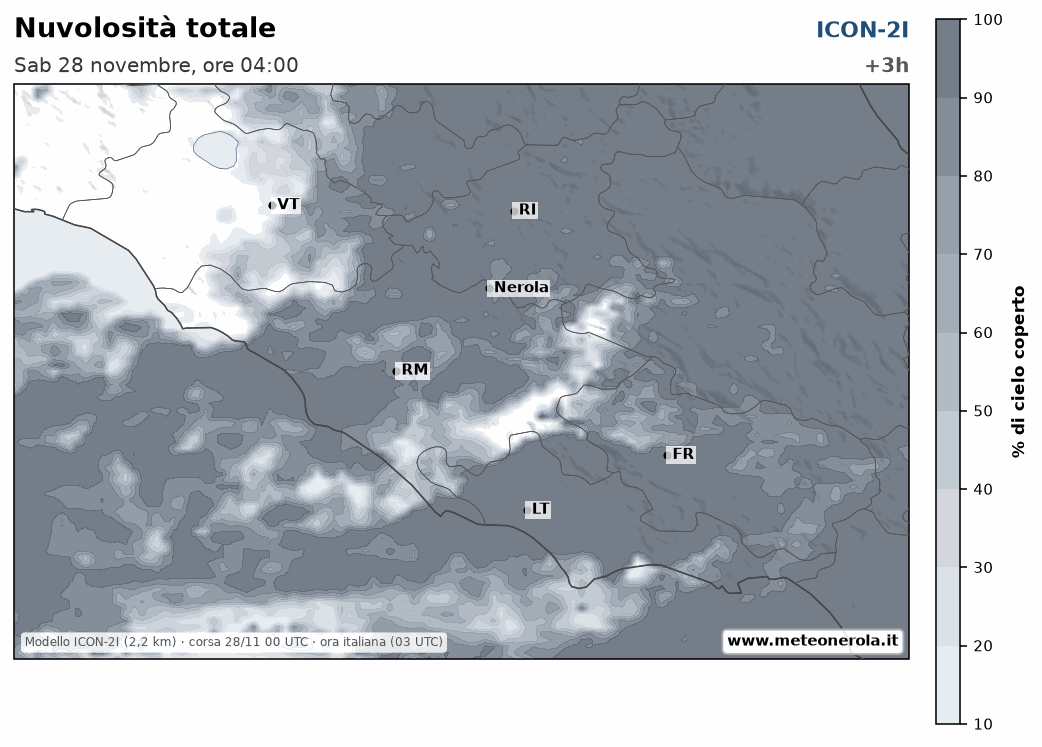 Nuvolosità totale
ICON-2I
Sab 28 novembre, ore 04:00
+3h
100
90
80
70
60
50
40
30
20
10
% di cielo coperto
VT
RI
Nerola
RM
FR
LT
Modello ICON-2I (2,2 km) · corsa 28/11 00 UTC · ora italiana (03 UTC)
www.meteonerola.it